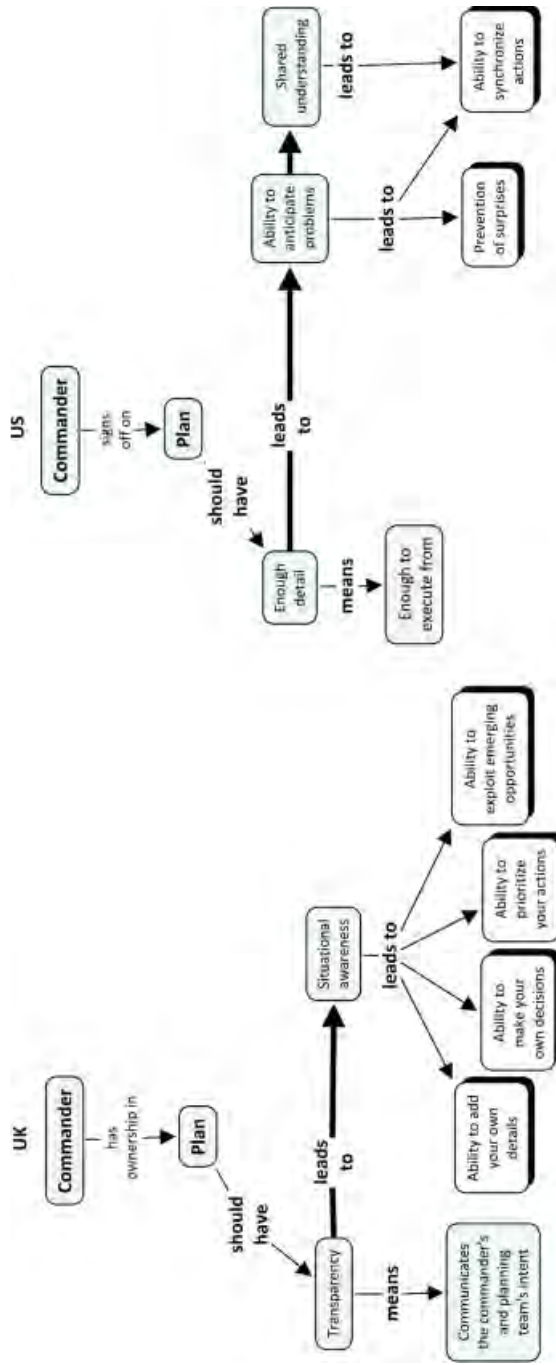 UK
Commander
has
ownership in
Plan
should
have
Transparency
leads
to
Situational
awareness
means
Communicates
the commander's
and planning
team's intent
leads to
Ability to add
your own
details
Ability to
make your
own decisions
Ability to
prioritize
your actions
Ability to
exploit emerging
opportunities
US
Commander
signs
off on
Plan
should
have
Enough
detail
leads
to
Ability to
anticipate
problems
Shared
understanding
means
Enough to
execute from
leads to
leads to
Prevention
of surprises
Ability to
synchronize
actions